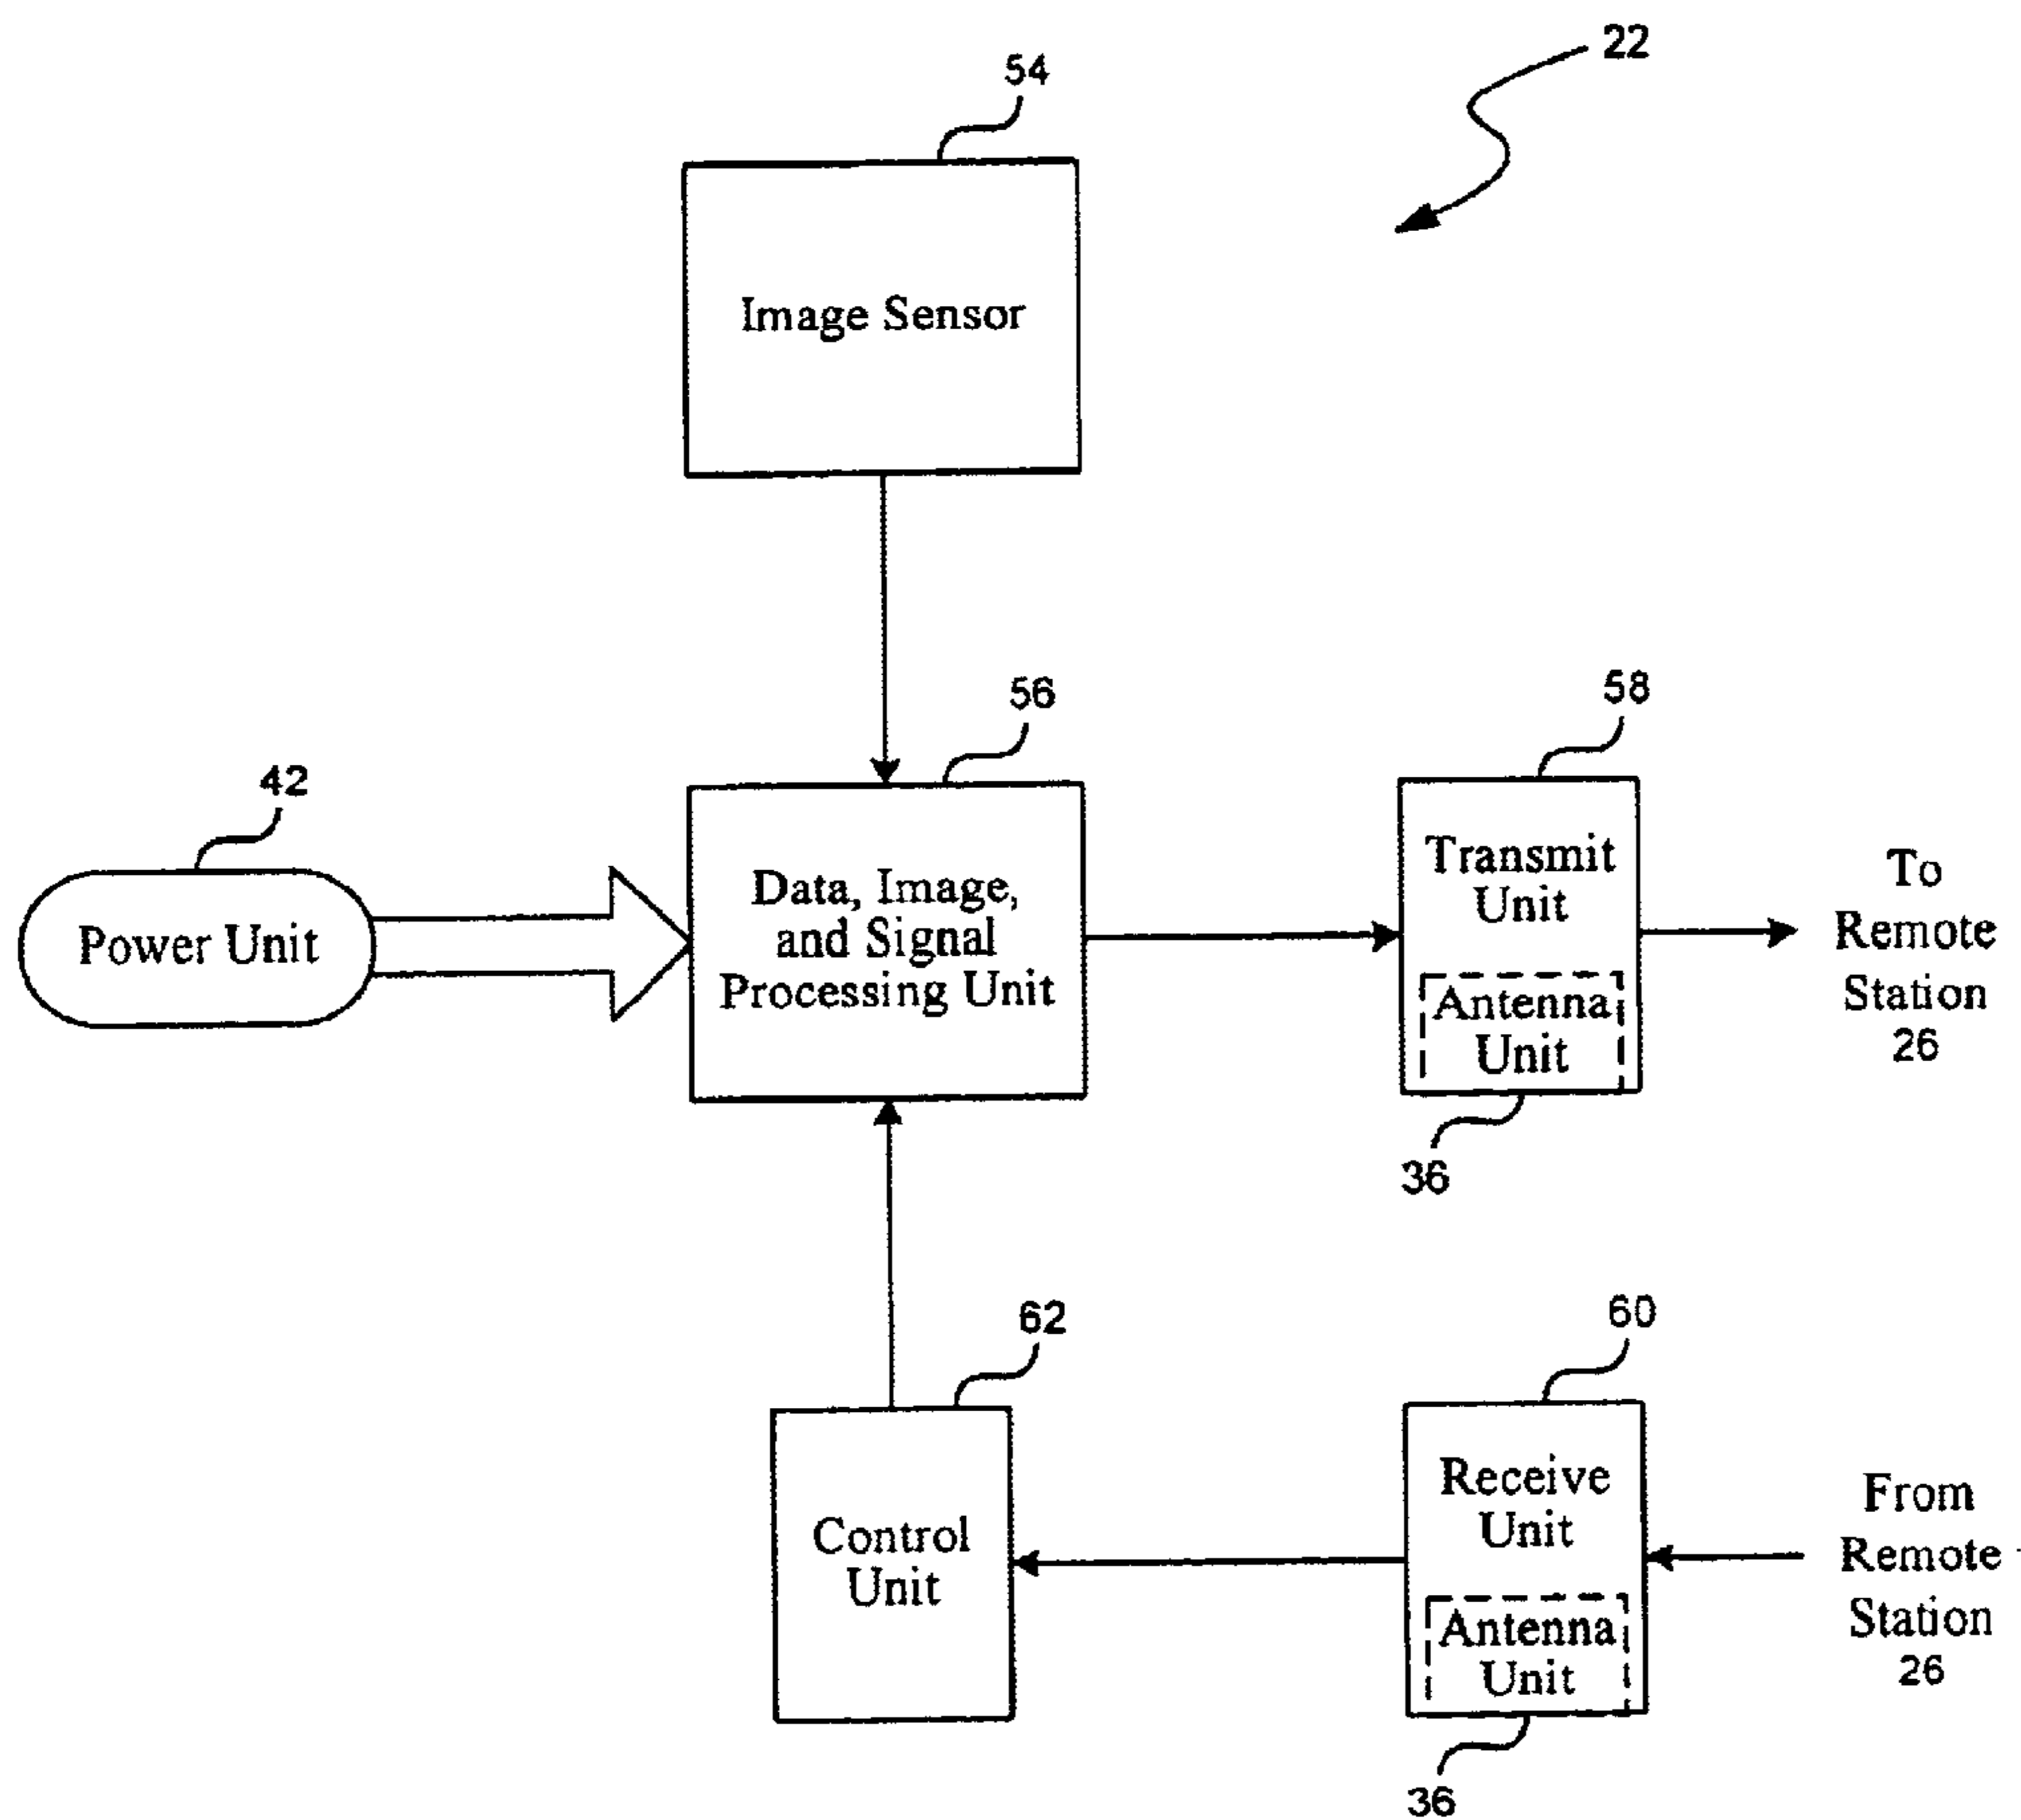 22
54
Image Sensor
56
58
42
Power Unit
Data, Image,
and Signal
Processing Unit
Transmit
Unit
Antenna
Unit
To
Remote
Station
26
36
62
60
Control
Unit
Receive
Unit
Antenna
Unit
From
Remote
Station
26
36